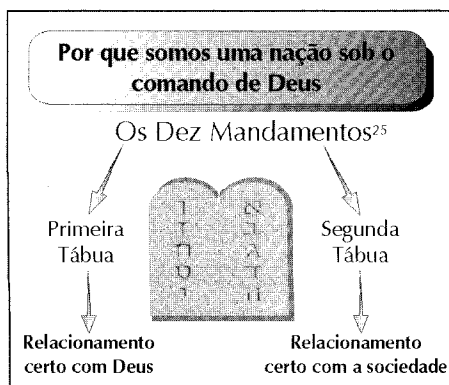 Por que somos uma nação sob o
comando de Deus
Os Dez Mandamentos²⁵
Primeira
Tábua
א ו
ב ז
ג ח
ד ט
ה י
Segunda
Tábua
Relacionamento
certo com Deus
Relacionamento
certo com a sociedade